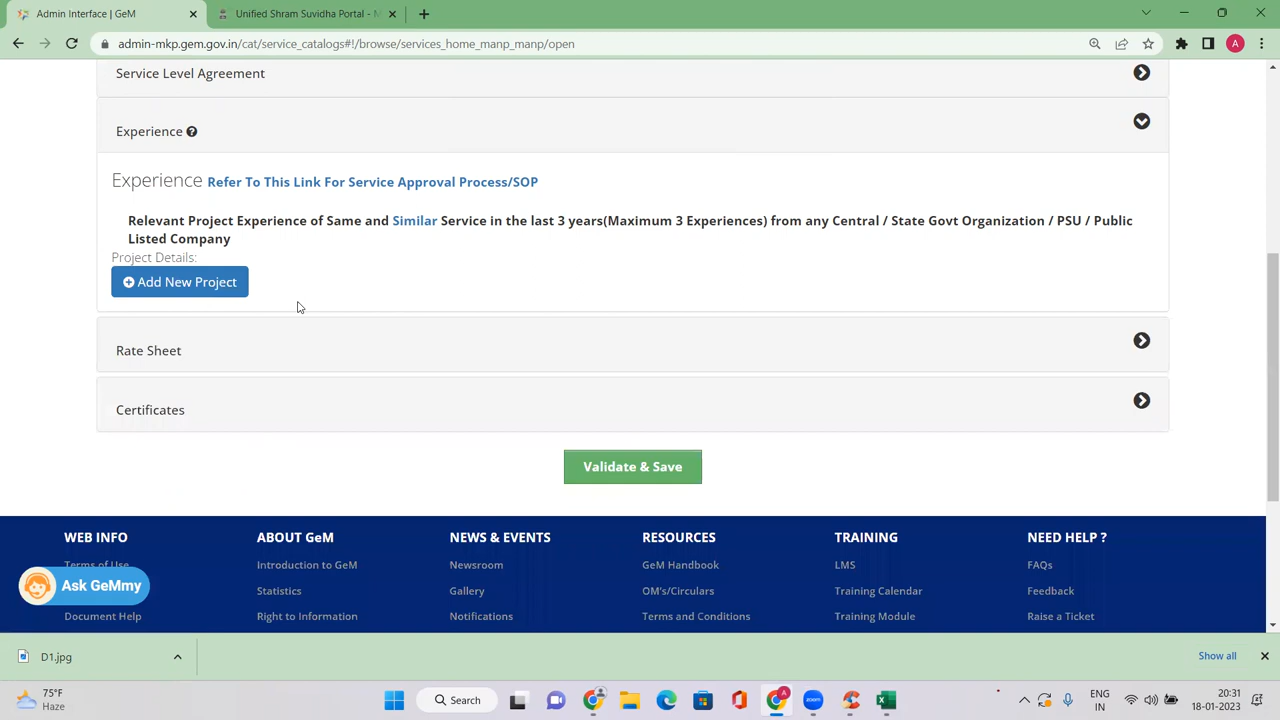 Admin Interface | GeM
Unified Shram Suvidha Portal - M
admin-mkp.gem.gov.in/cat/service_catalogs#!/browse/services_home_manp_manp/open
A
Service Level Agreement
Experience
Experience Refer To This Link For Service Approval Process/SOP
Relevant Project Experience of Same and Similar Service in the last 3 years(Maximum 3 Experiences) from any Central / State Govt Organization / PSU / Public
Listed Company
Project Details:
Add New Project
Rate Sheet
Certificates
Validate & Save
WEB INFO ABOUT GeM NEWS & EVENTS RESOURCES TRAINING NEED HELP ?
Terms of Use Introduction to GeM Newsroom GeM Handbook LMS FAQs
Ask GeMmy
Statistics Gallery OM's/Circulars Training Calendar Feedback
Document Help Right to Information Notifications Terms and Conditions Training Module Raise a Ticket
D1.jpg
Show all
75°F
Haze
Search
ENG
IN
20:31
18-01-2023